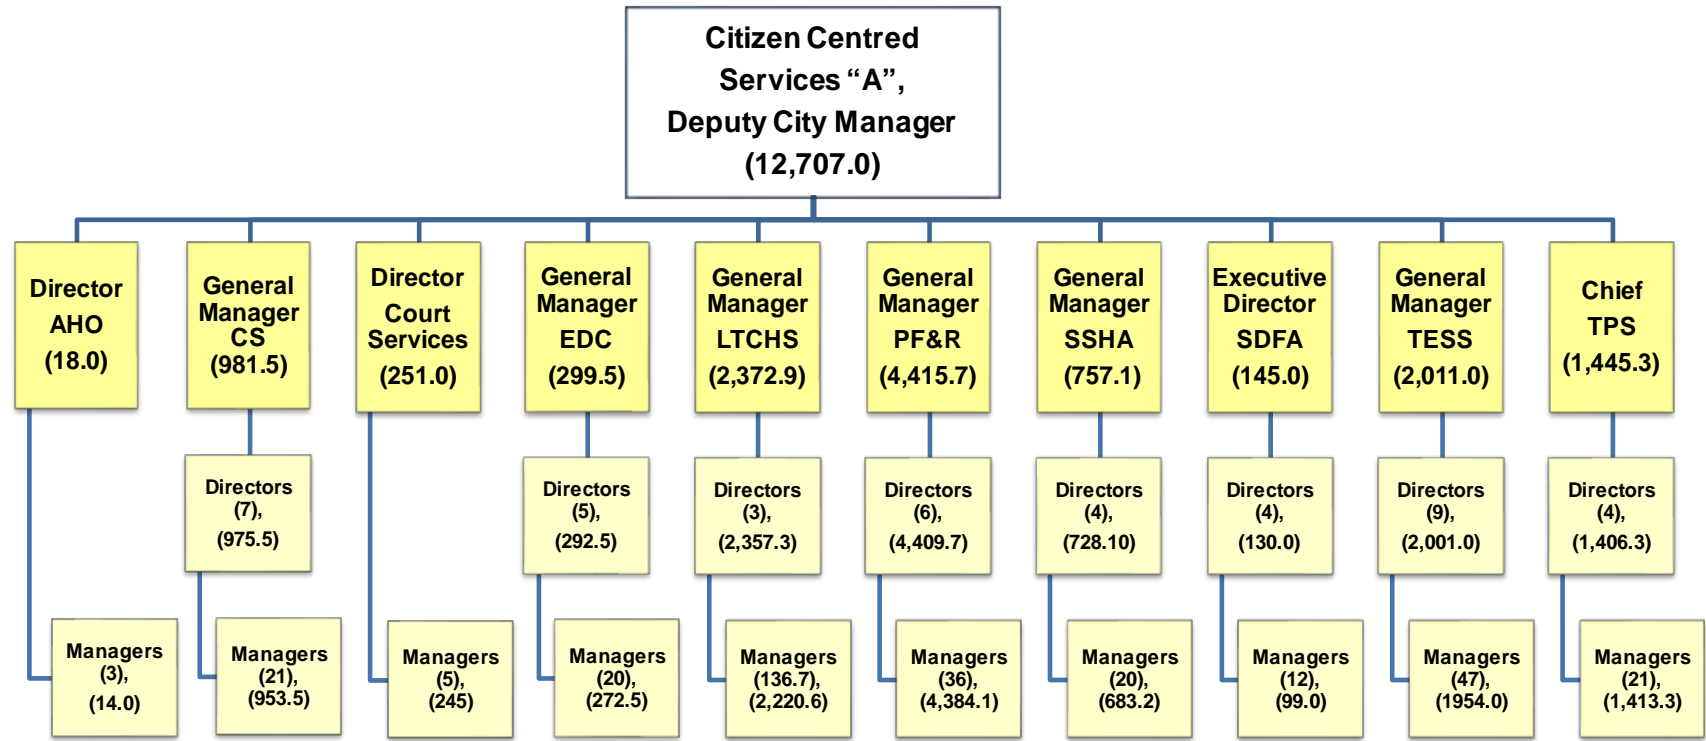 Citizen Centred
Services “A”,
Deputy City Manager
(12,707.0)
Director
AHO
(18.0)
General
Manager
CS
(981.5)
Director
Court
Services
(251.0)
General
Manager
EDC
(299.5)
General
Manager
LTCHS
(2,372.9)
General
Manager
PF&R
(4,415.7)
General
Manager
SSHA
(757.1)
Executive
Director
SDFA
(145.0)
General
Manager
TESS
(2,011.0)
Chief
TPS
(1,445.3)
Directors
(7),
(975.5)
Directors
(5),
(292.5)
Directors
(3),
(2,357.3)
Directors
(6),
(4,409.7)
Directors
(4),
(728.10)
Directors
(4),
(130.0)
Directors
(9),
(2,001.0)
Directors
(4),
(1,406.3)
Managers
(3),
(14.0)
Managers
(21),
(953.5)
Managers
(5),
(245)
Managers
(20),
(272.5)
Managers
(136.7),
(2,220.6)
Managers
(36),
(4,384.1)
Managers
(20),
(683.2)
Managers
(12),
(99.0)
Managers
(47),
(1954.0)
Managers
(21),
(1,413.3)